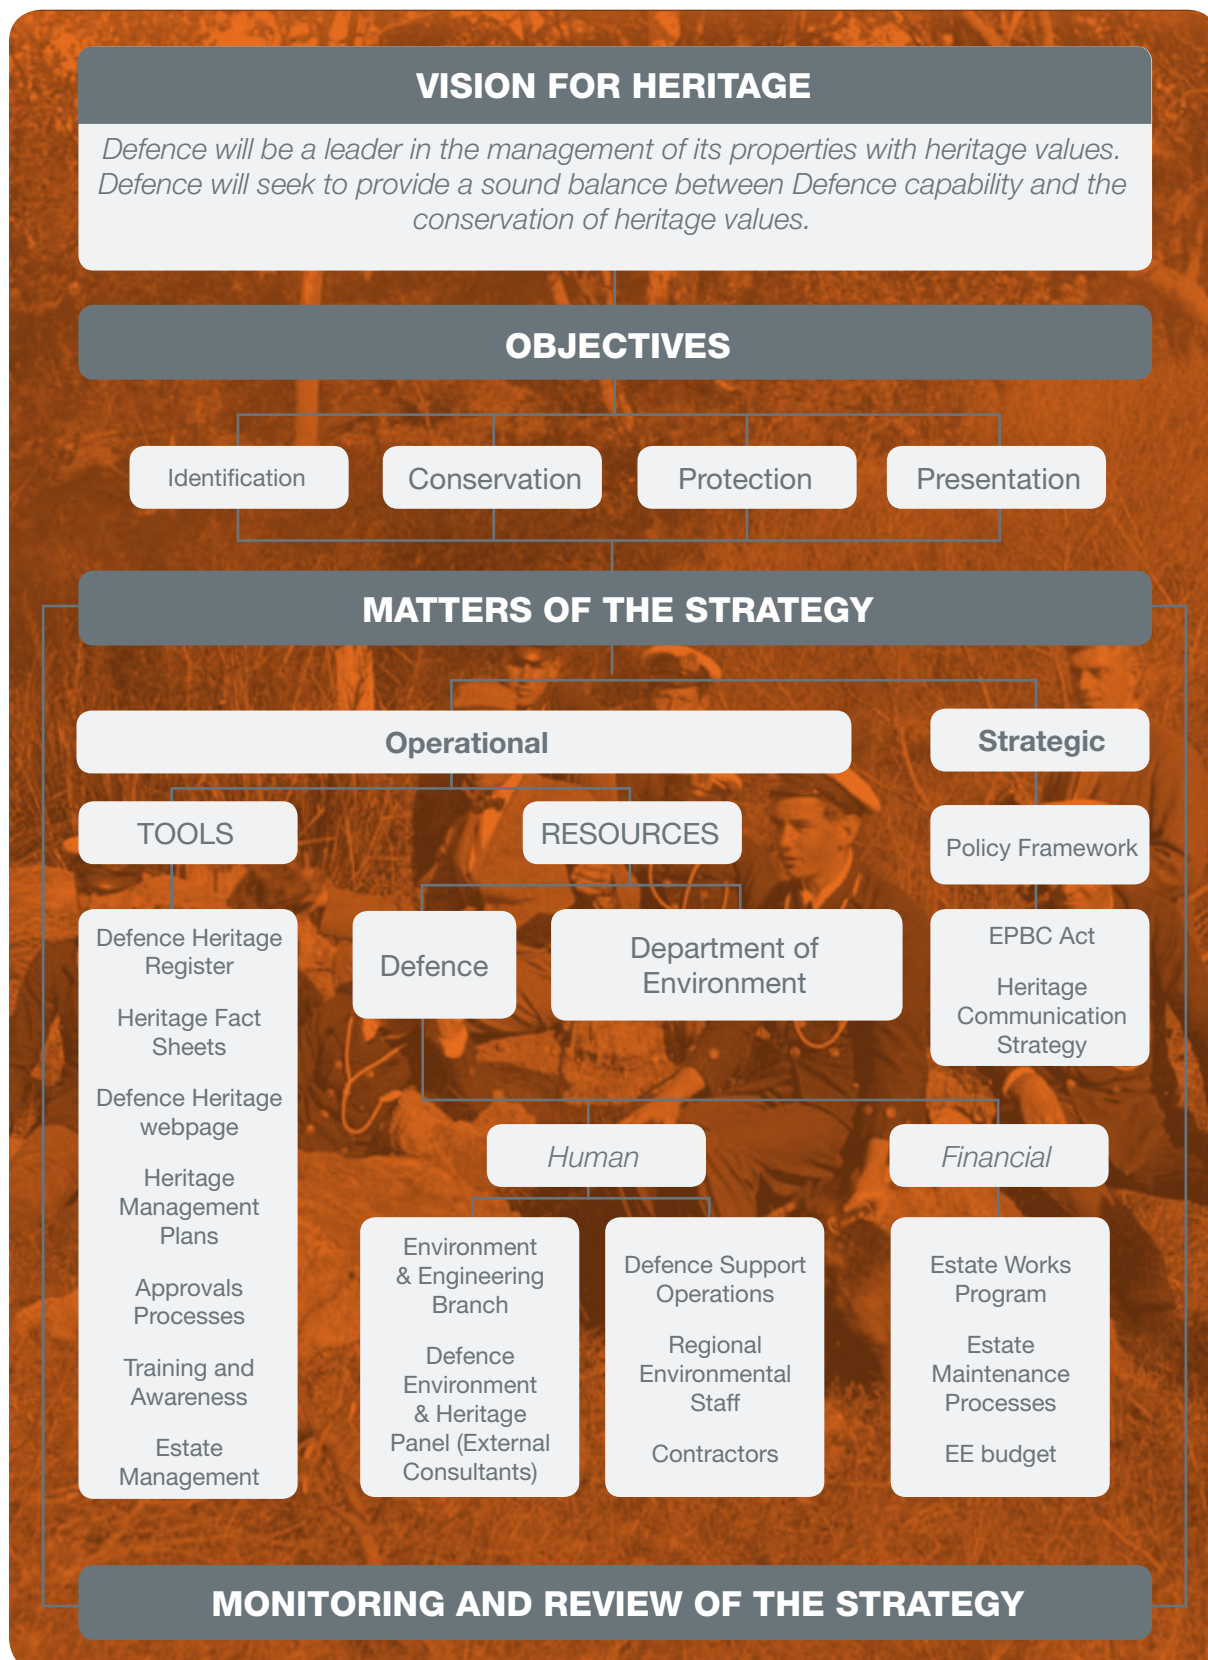 VISION FOR HERITAGE
Defence will be a leader in the management of its properties with heritage values.
Defence will seek to provide a sound balance between Defence capability and the
conservation of heritage values.
OBJECTIVES
Identification
Conservation
Protection
Presentation
MATTERS OF THE STRATEGY
Operational
Strategic
TOOLS
RESOURCES
Policy Framework
Defence Heritage
Register
Heritage Fact
Sheets
Defence Heritage
webpage
Heritage
Management
Plans
Approvals
Processes
Training and
Awareness
Estate
Management
Defence
Department of
Environment
EPBC Act
Heritage
Communication
Strategy
Human
Financial
Environment
& Engineering
Branch
Defence
Environment
& Heritage
Panel (External
Consultants)
Defence Support
Operations
Regional
Environmental
Staff
Contractors
Estate Works
Program
Estate
Maintenance
Processes
EE budget
MONITORING AND REVIEW OF THE STRATEGY